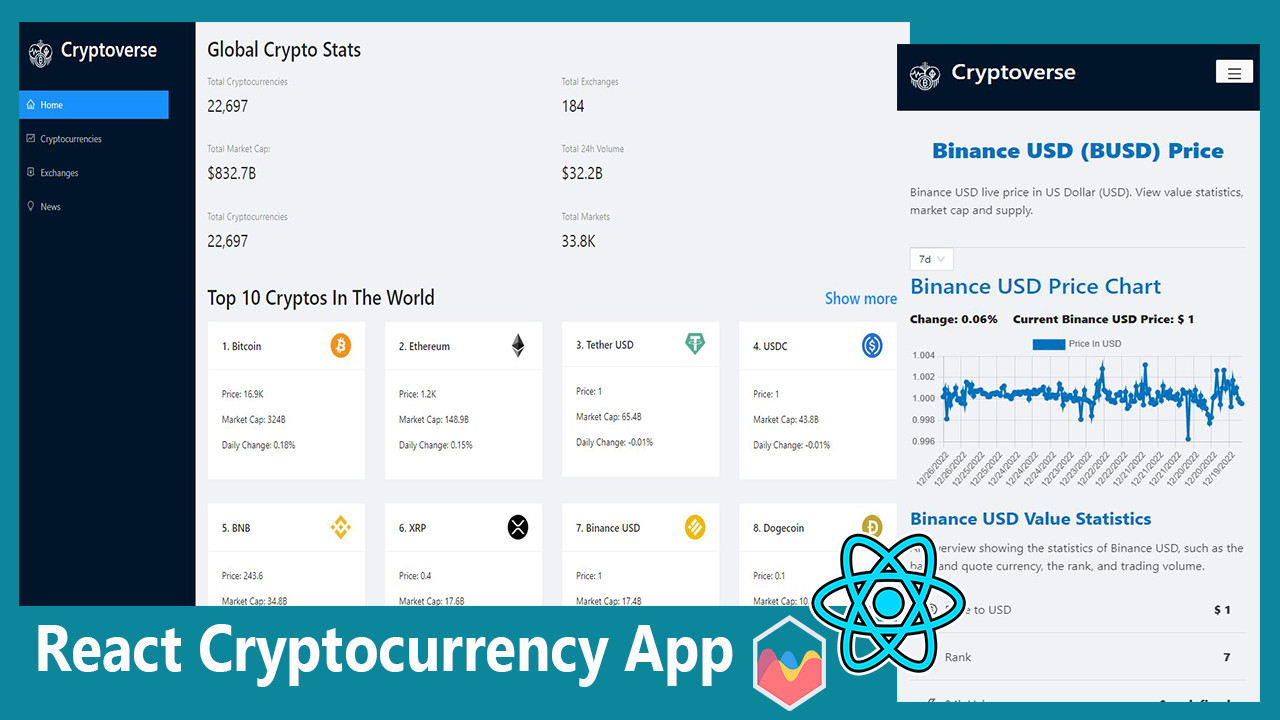 Cryptoverse
Home
Cryptocurrencies
Exchanges
News
Global Crypto Stats
Total Cryptocurrencies
22,697
Total Exchanges
184
Total Market Cap:
$832.7B
Total 24h Volume
$32.2B
Total Cryptocurrencies
22,697
Total Markets
33.8K
Top 10 Cryptos In The World
Show more
1. Bitcoin
Price: 16.9K
Market Cap: 324B
Daily Change: 0.18%
2. Ethereum
Price: 1.2K
Market Cap: 148.9B
Daily Change: 0.15%
3. Tether USD
Price: 1
Market Cap: 65.4B
Daily Change: -0.01%
4. USDC
Price: 1
Market Cap: 43.8B
Daily Change: -0.01%
5. BNB
Price: 243.6
Market Cap: 34.8B
6. XRP
Price: 0.4
Market Cap: 17.6B
7. Binance USD
Price: 1
Market Cap: 17.4B
8. Dogecoin
Price: 0.1
Market Cap: 10
Cryptoverse
Binance USD (BUSD) Price
Binance USD live price in US Dollar (USD). View value statistics,
market cap and supply.
7d
Binance USD Price Chart
Change: 0.06% Current Binance USD Price: $ 1
Price In USD
1.004
1.002
1.000
0.998
0.996
12/26/2022
12/26/2022
12/25/2022
12/25/2022
12/24/2022
12/24/2022
12/24/2022
12/23/2022
12/23/2022
12/22/2022
12/22/2022
12/21/2022
12/21/2022
12/21/2022
12/20/2022
12/20/2022
12/19/2022
Binance USD Value Statistics
overview showing the statistics of Binance USD, such as the
and quote currency, the rank, and trading volume.
to USD $ 1
Rank 7
React Cryptocurrency App